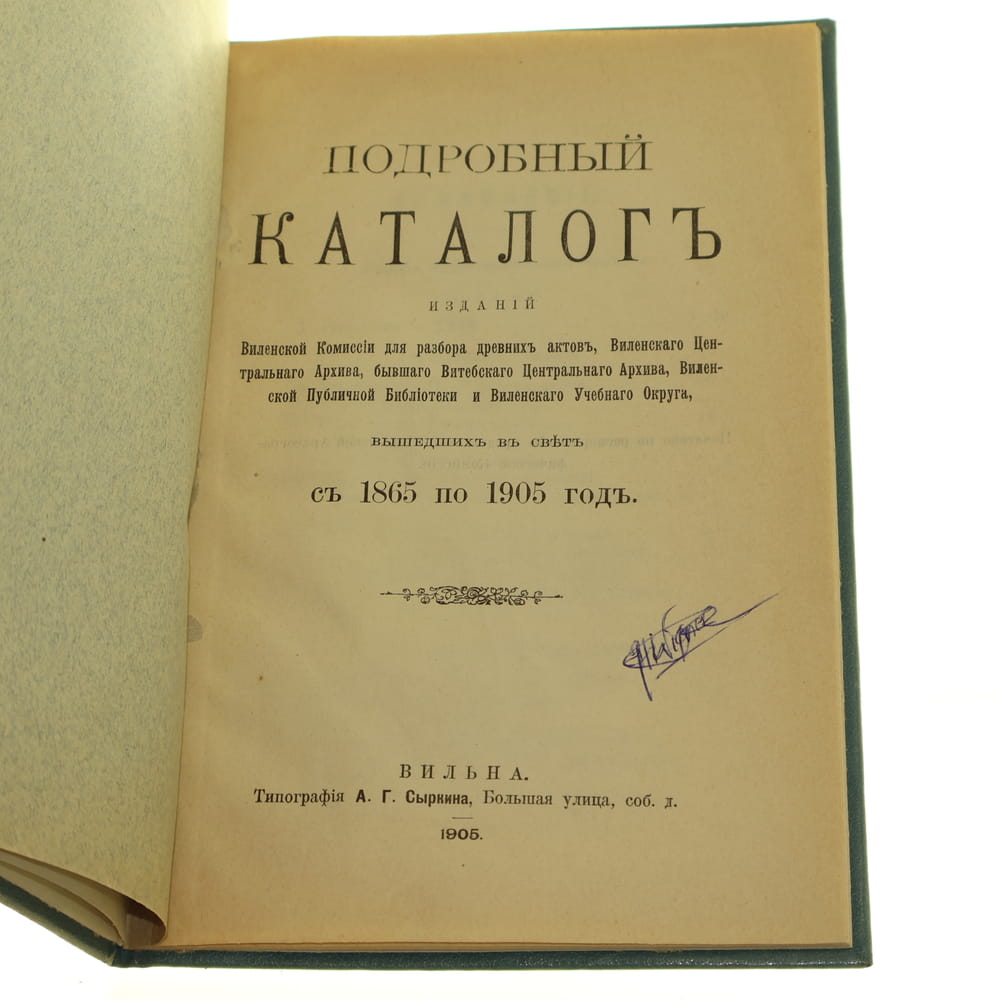 ПОДРОБНЫЙ
КАТАЛОГЪ
ИЗДАНІЙ
Виленской Комиссіи для разбора древнихъ актовъ, Виленскаго Цен-
тральнаго Архива, бывшаго Витебскаго Центральнаго Архива, Вилен-
ской Публичной Библіотеки и Виленскаго Учебнаго Округа,
ВЫШЕДШИХЪ ВЪ СВѢТЪ
съ 1865 по 1905 годъ.
ВИЛЬНА.
Типографія А. Г. Сыркина, Большая улица, соб. д.
1905.